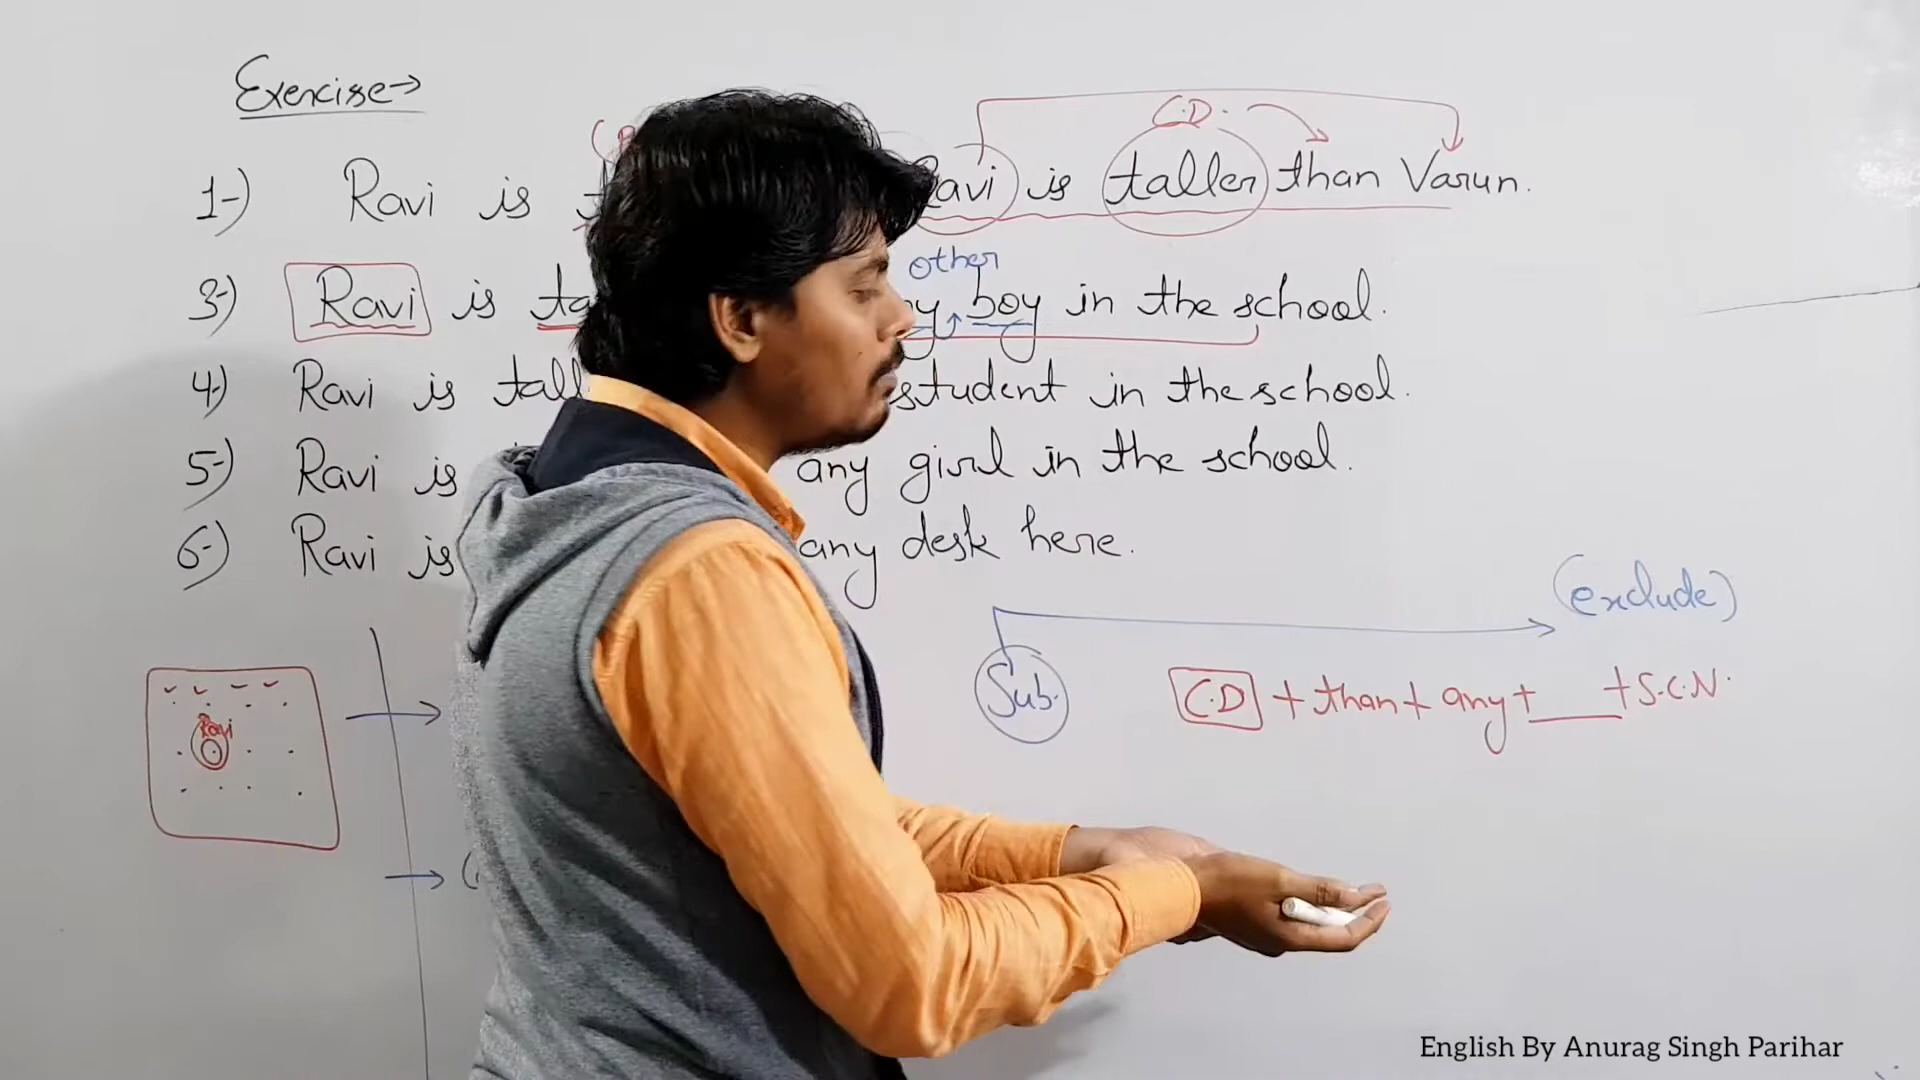 Exercise→
C.D.
1-) Ravi is Ravi is taller than Varun.
other
3-) Ravi is boy in the school.
4-) Ravi is student in the school.
5-) Ravi is any girl in the school.
6-) Ravi is any desk here.
(exclude)
Sub. C.D + than + any + ___ + S.C.N.
Ravi
English By Anurag Singh Parihar